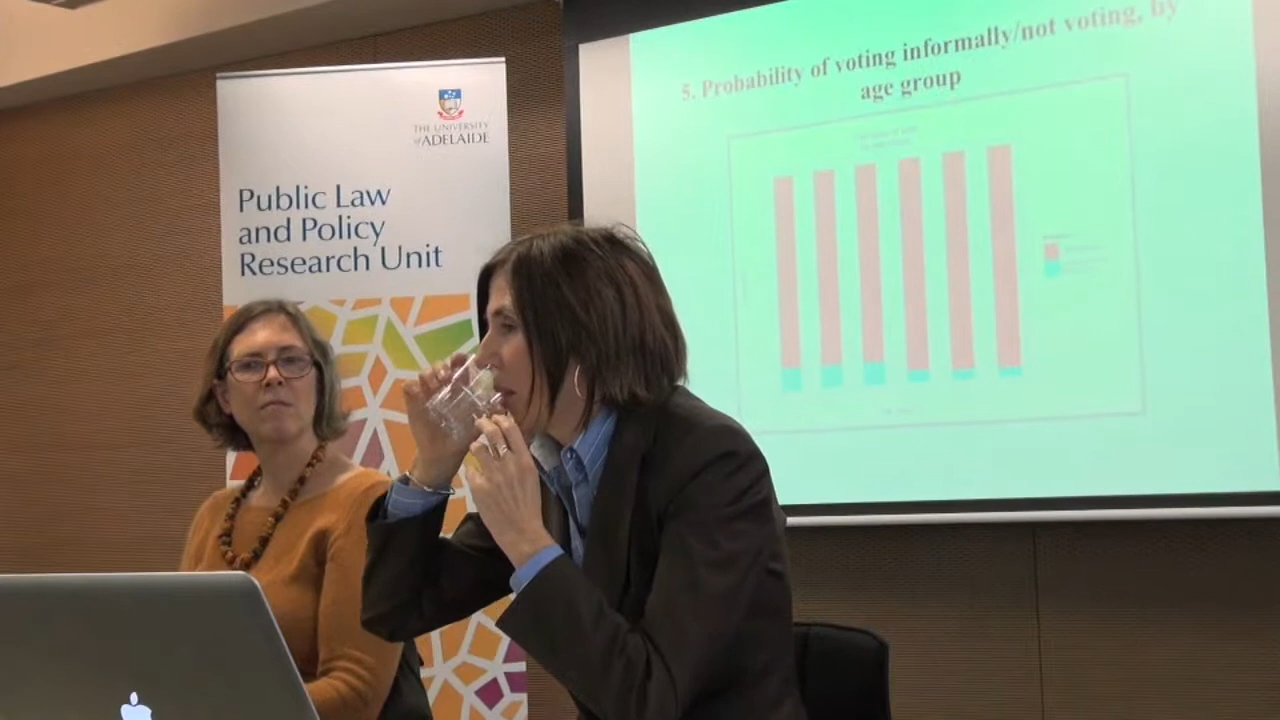 THE UNIVERSITY
of ADELAIDE
Public Law
and Policy
Research Unit
5. Probability of voting informally/not voting, by
age group